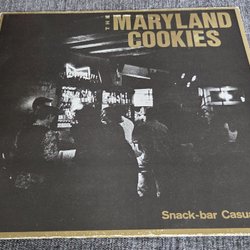 THE
MARYLAND
COOKIES
Snack-bar Casu